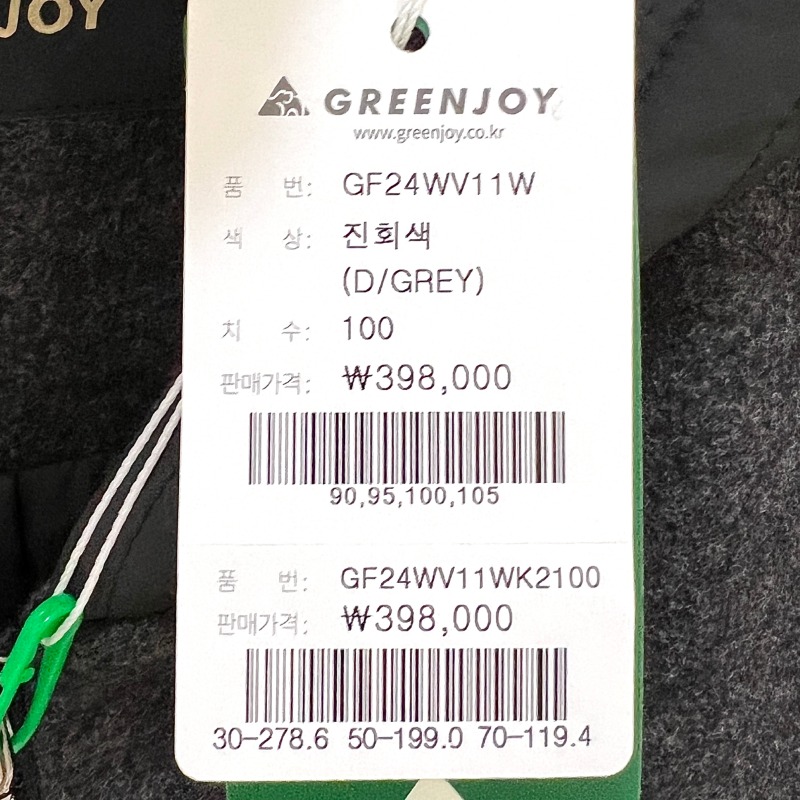 JOY
GREENJOY
www.greenjoy.co.kr
품 번: GF24WV11W
색 상: 진회색
(D/GREY)
치 수: 100
판매가격: ₩398,000
90,95,100,105
품 번: GF24WV11WK2100
판매가격: ₩398,000
30-278.6 50-199.0 70-119.4